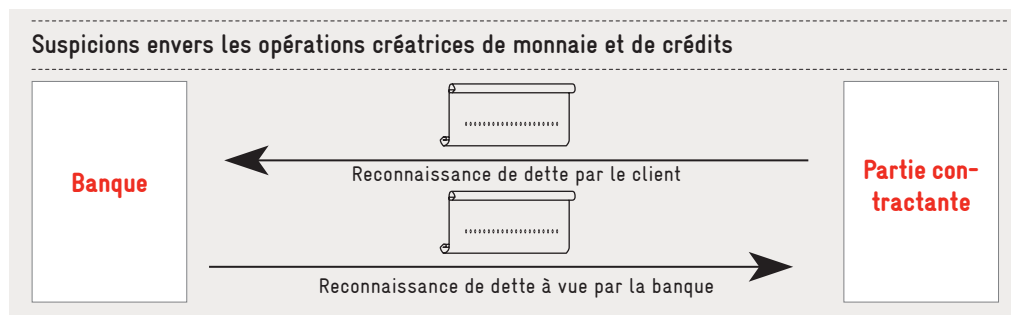 Suspicions envers les opérations créatrices de monnaie et de crédits
Banque
Reconnaissance de dette par le client
Reconnaissance de dette à vue par la banque
Partie con-
tractante